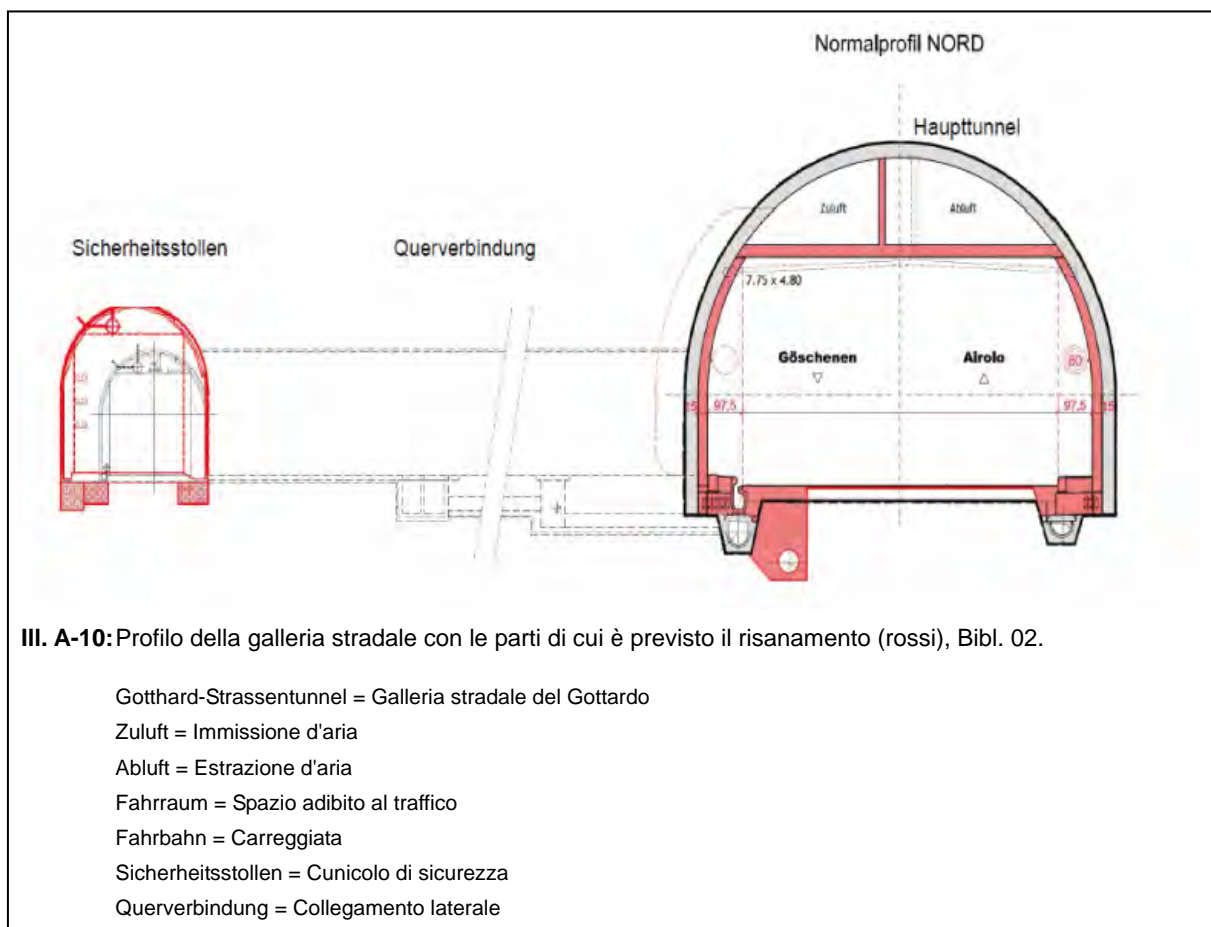 Normalprofil NORD
Haupttunnel
Zuluft
Abluft
Sicherheitsstollen
Querverbindung
7.75 x 4.80
Göschenen
Airolo
80
15
97,5
97,5
15
III. A-10: Profilo della galleria stradale con le parti di cui è previsto il risanamento (rossi), Bibl. 02.
Gotthard-Strassentunnel = Galleria stradale del Gottardo
Zuluft = Immissione d'aria
Abluft = Estrazione d'aria
Fahrraum = Spazio adibito al traffico
Fahrbahn = Carreggiata
Sicherheitsstollen = Cunicolo di sicurezza
Querverbindung = Collegamento laterale